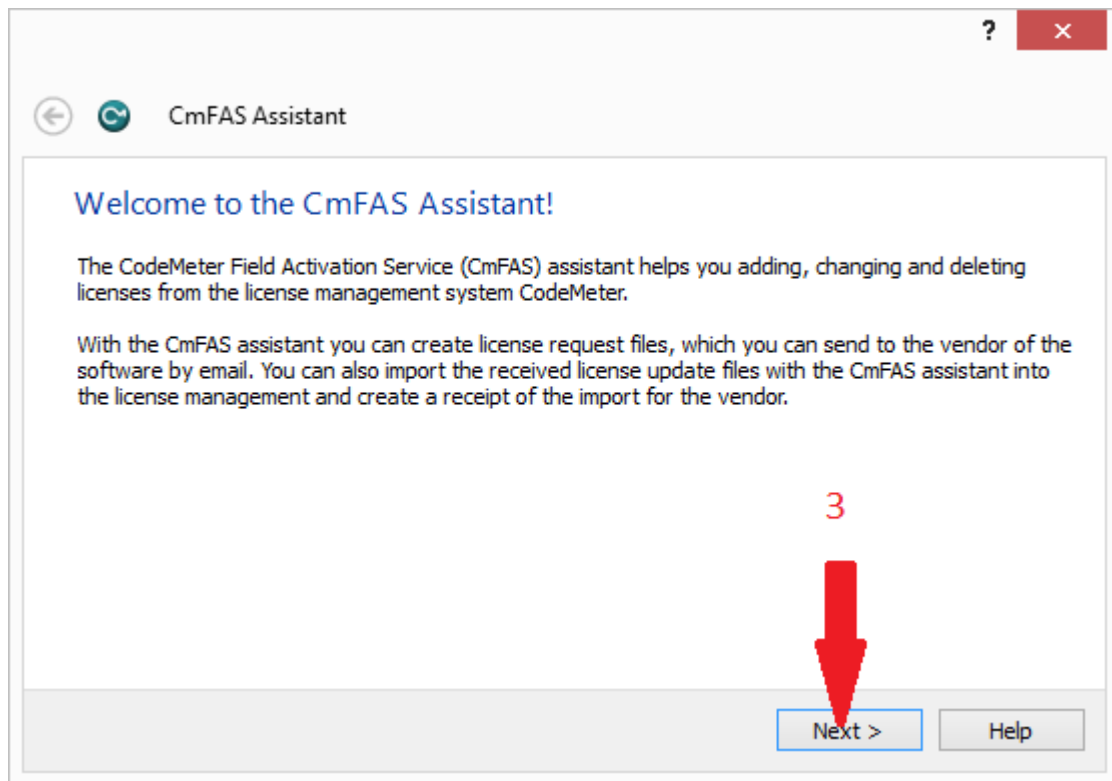 ?
CmFAS Assistant
Welcome to the CmFAS Assistant!
The CodeMeter Field Activation Service (CmFAS) assistant helps you adding, changing and deleting
licenses from the license management system CodeMeter.
With the CmFAS assistant you can create license request files, which you can send to the vendor of the
software by email. You can also import the received license update files with the CmFAS assistant into
the license management and create a receipt of the import for the vendor.
3
Next > Help